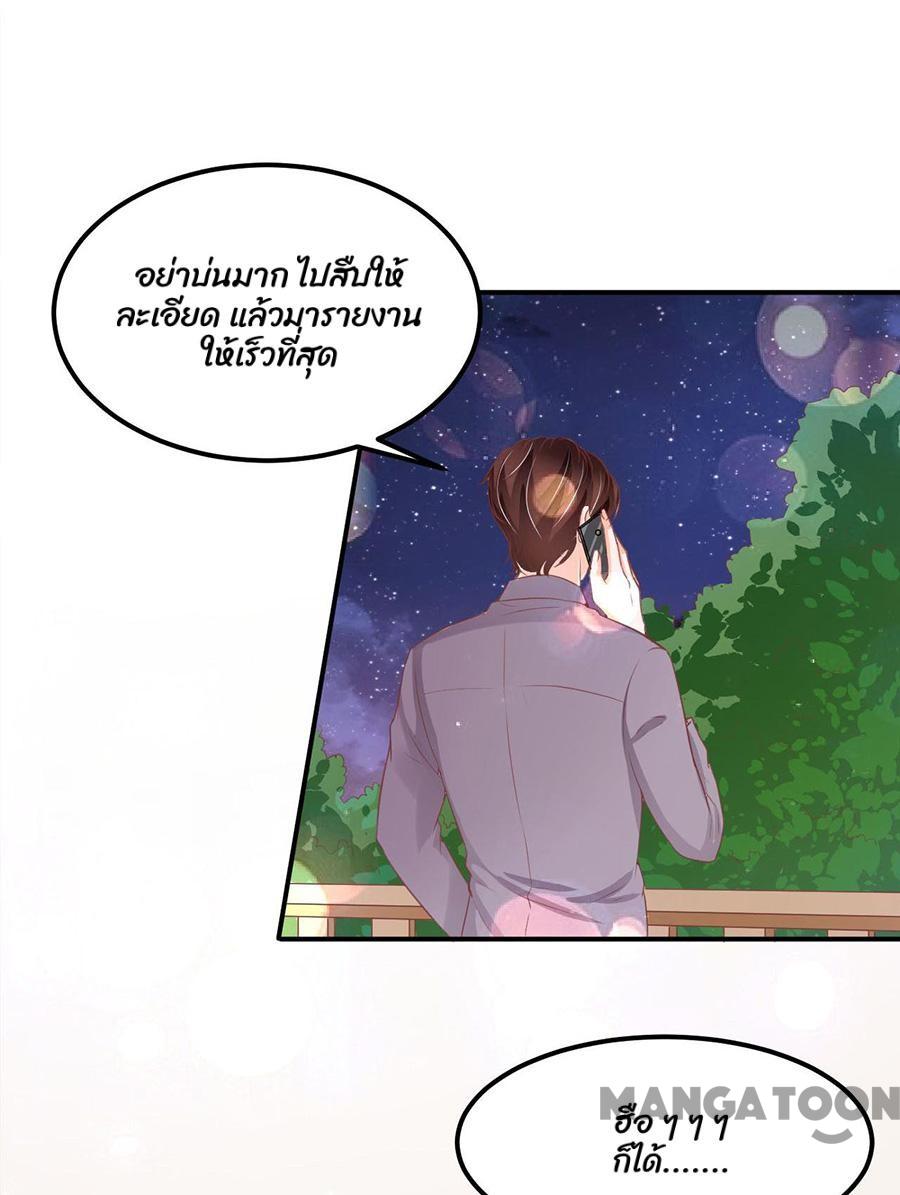 อย่าบ่นมาก ไปสืบให้
ละเอียด แล้วมารายงาน
ให้เร็วที่สุด
MANGATOON
ฮือ ๆ ๆ ๆ
ก็ได้.......